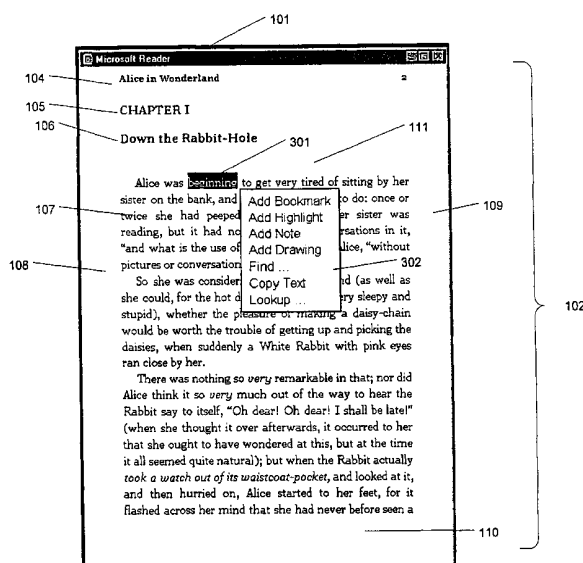 101
Microsoft Reader
104
Alice in Wonderland 2
105
CHAPTER I
106
Down the Rabbit-Hole
301
111
Alice was beginning to get very tired of sitting by her
sister on the bank, and to do: once or
twice she had peeped er sister was
reading, but it had no ersations in it,
"and what is the use of lice, "without
pictures or conversation
So she was consider nd (as well as
she could, for the hot d ery sleepy and
stupid), whether the pleasure of making a daisy-chain
would be worth the trouble of getting up and picking the
daisies, when suddenly a White Rabbit with pink eyes
ran close by her.
There was nothing so very remarkable in that; nor did
Alice think it so very much out of the way to hear the
Rabbit say to itself, "Oh dear! Oh dear! I shall be late!"
(when she thought it over afterwards, it occurred to her
that she ought to have wondered at this, but at the time
it all seemed quite natural); but when the Rabbit actually
took a watch out of its waistcoat-pocket, and looked at it,
and then hurried on, Alice started to her feet, for it
flashed across her mind that she had never before seen a
Add Bookmark
Add Highlight
Add Note
Add Drawing
Find ...
Copy Text
Lookup ...
107
108
109
302
102
110